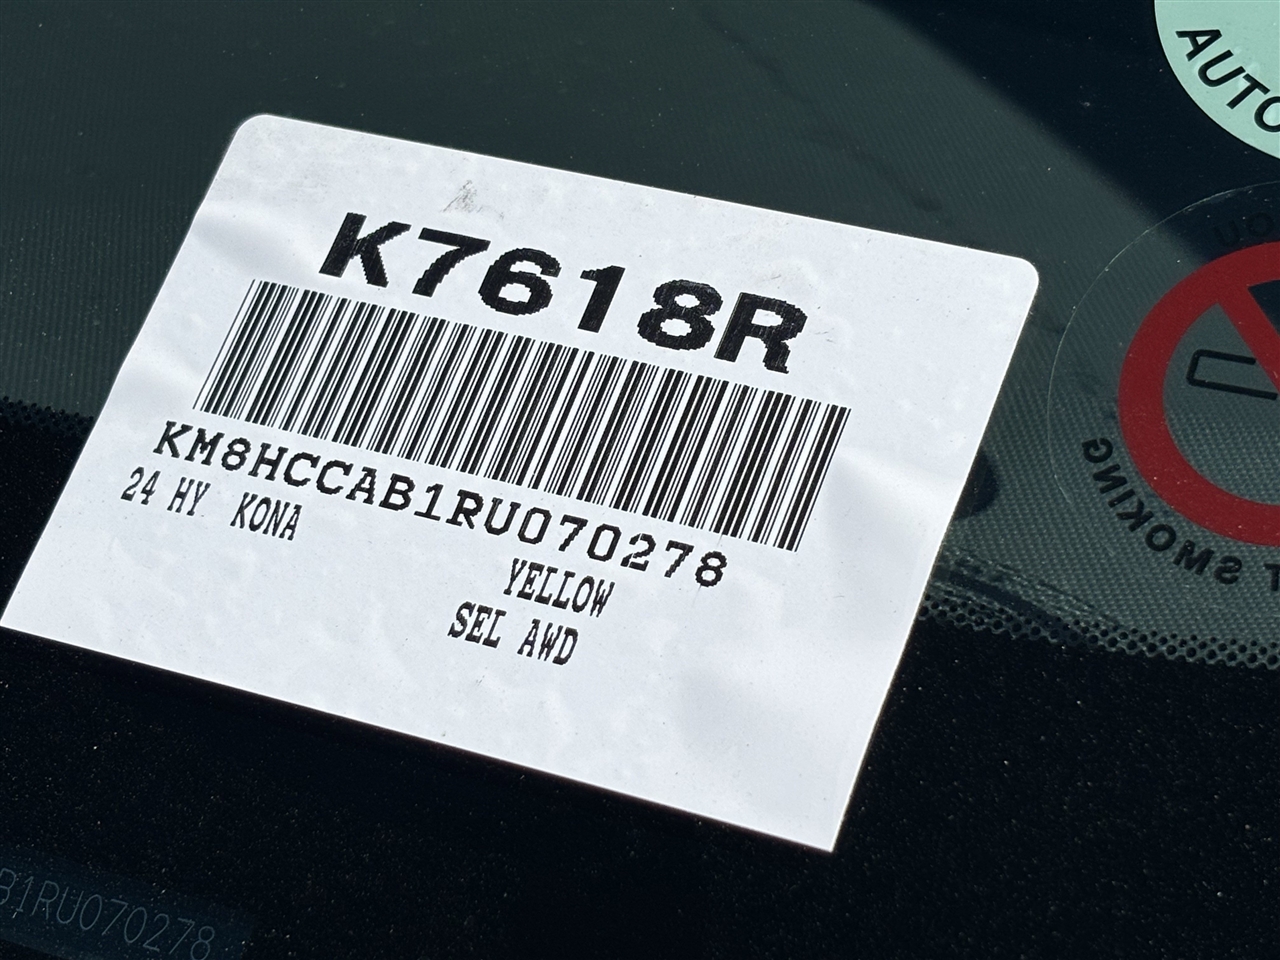 AUTO
K7618R
KM8HCCAB1RU070278
24 HY KONA
YELLOW
SEL AWD
SMOKING
B1RU070278